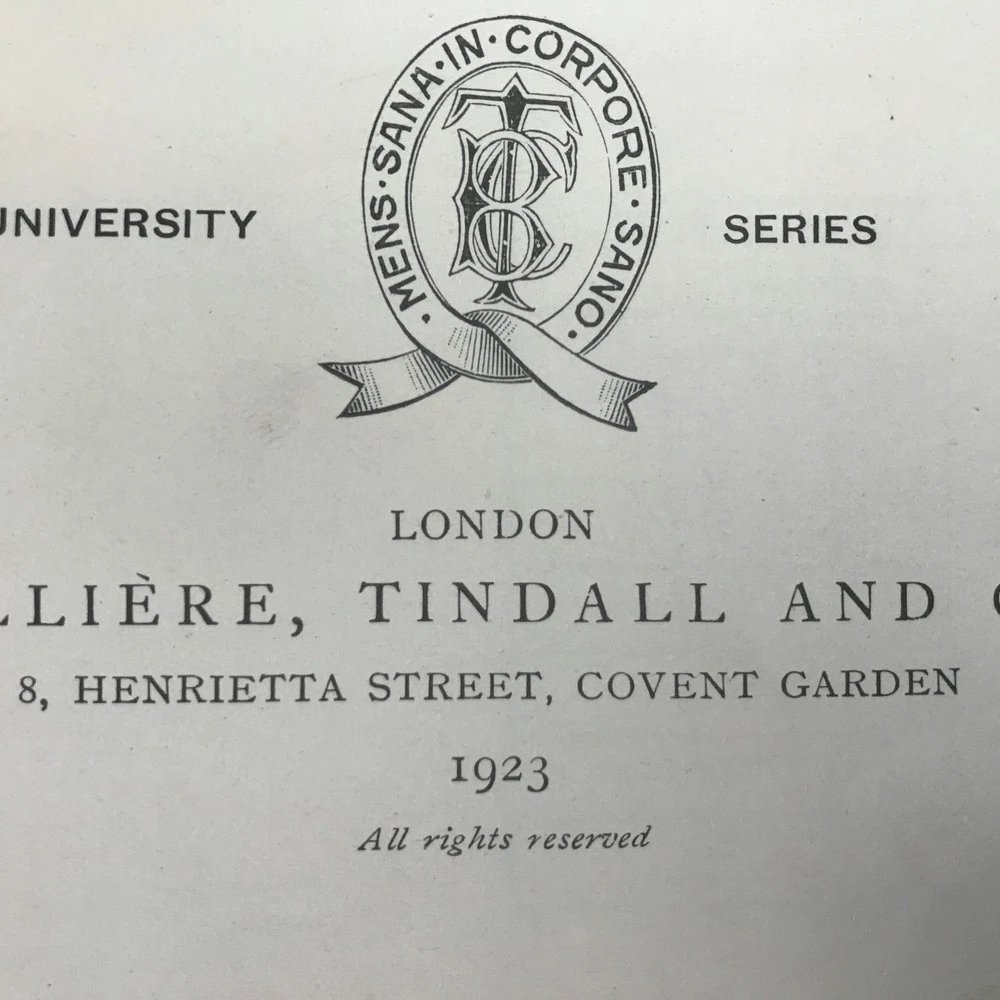 MENS · SANA · IN · CORPORE · SANO ·
UNIVERSITY SERIES
LONDON
LLIÈRE, TINDALL AND C
8, HENRIETTA STREET, COVENT GARDEN
1923
All rights reserved